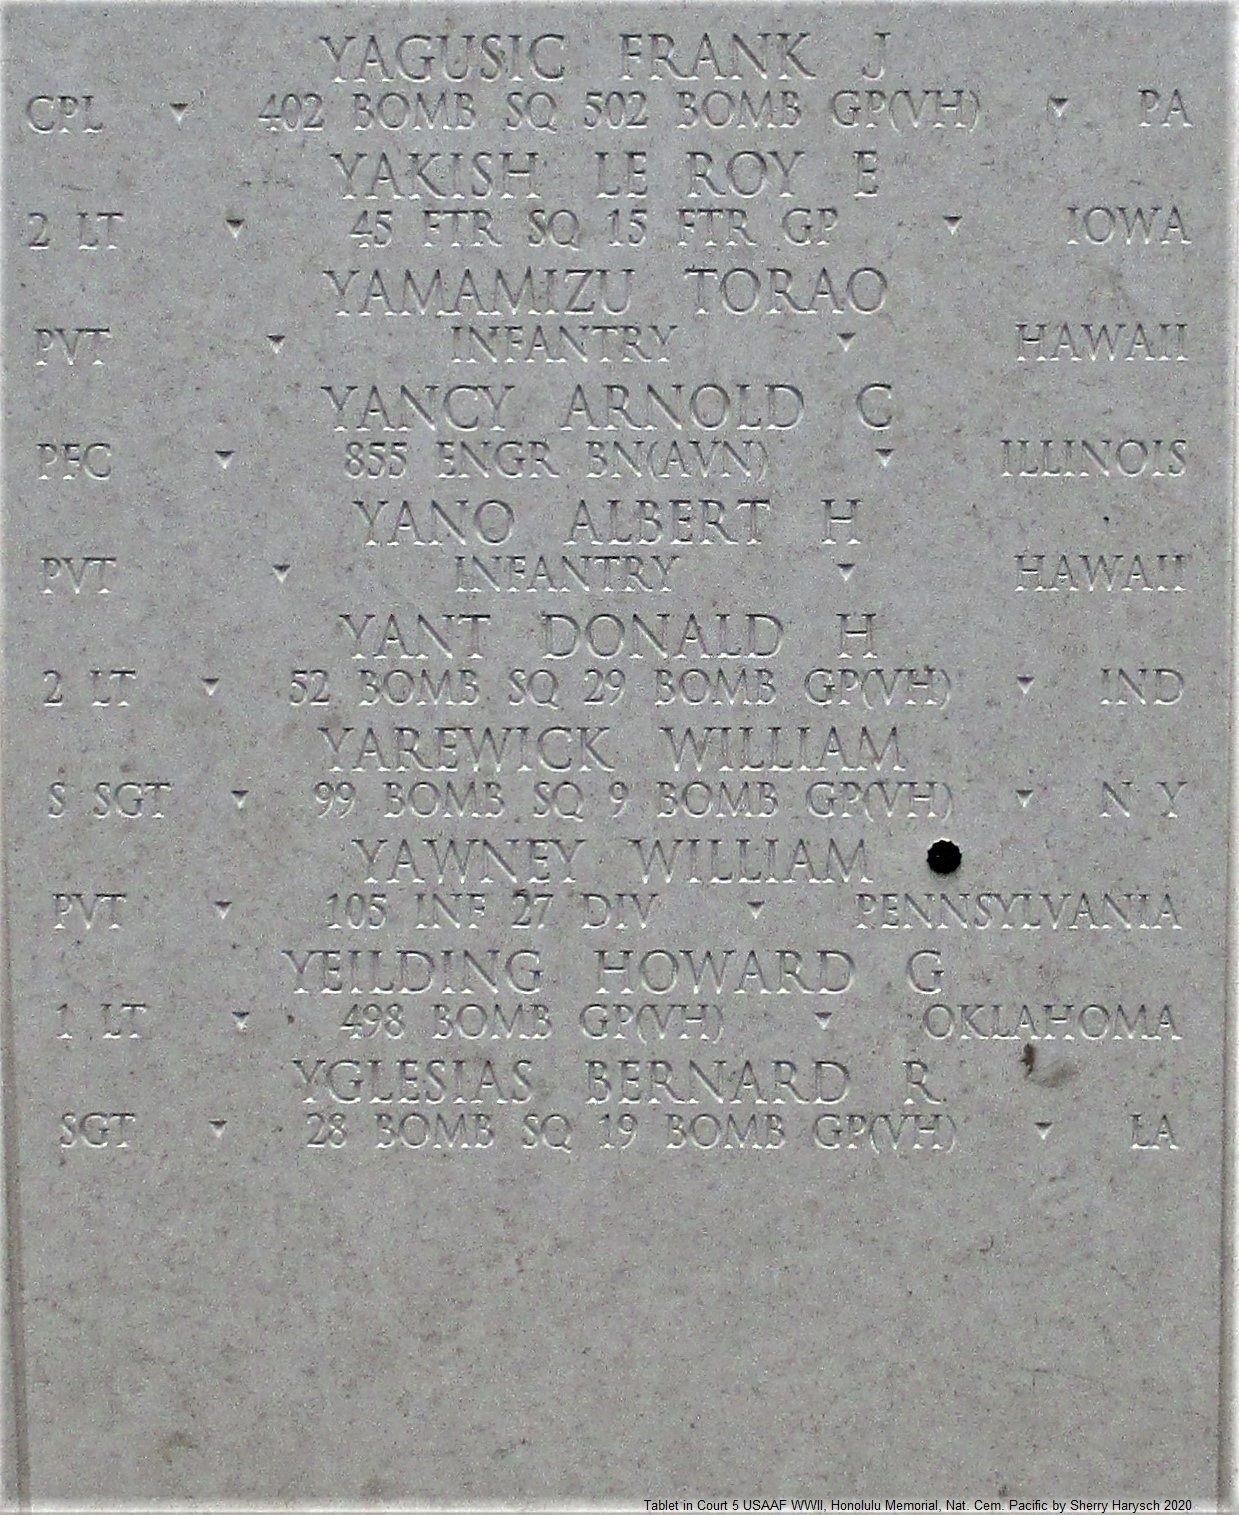 YAGUSIC FRANK J
CPL ▾ 402 BOMB SQ 502 BOMB GP(VH) ▾ PA
YAKISH LE ROY E
2 LT ▾ 45 FTR SQ 15 FTR GP ▾ IOWA
YAMAMIZU TORAO
PVT ▾ INFANTRY ▾ HAWAII
YANCY ARNOLD C
PFC ▾ 855 ENGR BN(AVN) ▾ ILLINOIS
YANO ALBERT H
PVT ▾ INFANTRY ▾ HAWAII
YANT DONALD H
2 LT ▾ 52 BOMB SQ 29 BOMB GP(VH) ▾ IND
YAREWICK WILLIAM
S SGT ▾ 99 BOMB SQ 9 BOMB GP(VH) ▾ N Y
YAWNEY WILLIAM
PVT ▾ 105 INF 27 DIV ▾ PENNSYLVANIA
YEILDING HOWARD G
1 LT ▾ 498 BOMB GP(VH) ▾ OKLAHOMA
YGLESIAS BERNARD R
SGT ▾ 28 BOMB SQ 19 BOMB GP(VH) ▾ LA
Tablet in Court 5 USAAF WWII, Honolulu Memorial, Nat. Cem. Pacific by Sherry Harysch 2020